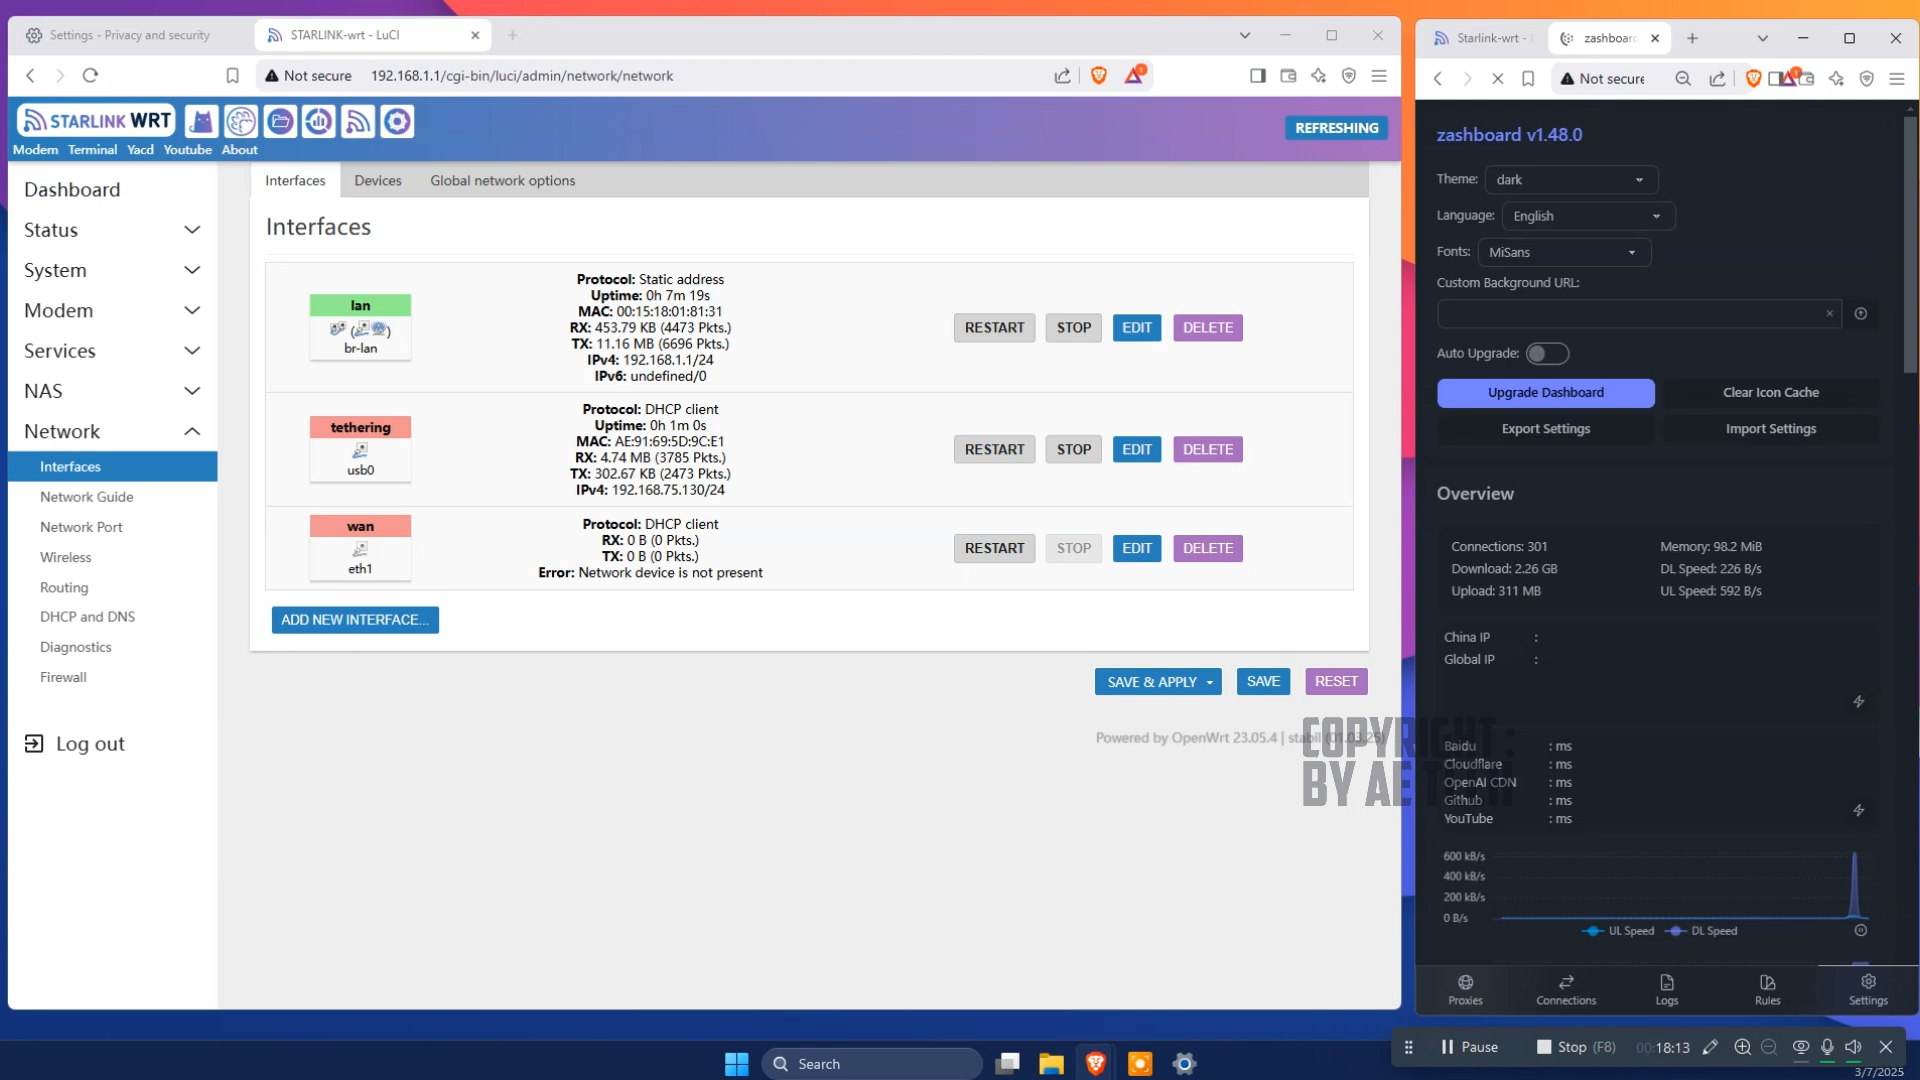 Settings - Privacy and security
STARLINK-wrt - LuCI
Not secure
192.168.1.1/cgi-bin/luci/admin/network/network
STARLINK WRT
REFRESHING
Modem Terminal Yacd Youtube About
Dashboard
Status
System
Modem
Services
NAS
Network
Interfaces
Network Guide
Network Port
Wireless
Routing
DHCP and DNS
Diagnostics
Firewall
Log out
Interfaces Devices Global network options
Interfaces
lan
br-lan
Protocol: Static address
Uptime: 0h 7m 19s
MAC: 00:15:18:01:81:31
RX: 453.79 KB (4473 Pkts.)
TX: 11.16 MB (6696 Pkts.)
IPv4: 192.168.1.1/24
IPv6: undefined/0
RESTART STOP EDIT DELETE
tethering
usb0
Protocol: DHCP client
Uptime: 0h 1m 0s
MAC: AE:91:69:5D:9C:E1
RX: 4.74 MB (3785 Pkts.)
TX: 302.67 KB (2473 Pkts.)
IPv4: 192.168.75.130/24
RESTART STOP EDIT DELETE
wan
eth1
Protocol: DHCP client
RX: 0 B (0 Pkts.)
TX: 0 B (0 Pkts.)
Error: Network device is not present
RESTART STOP EDIT DELETE
ADD NEW INTERFACE...
SAVE & APPLY SAVE RESET
Powered by OpenWrt 23.05.4 | stabil (01.03.25)
COPYRIGHT :
BY AE
Starlink-wrt -
zashboard
Not secure
zashboard v1.48.0
Theme: dark
Language: English
Fonts: MiSans
Custom Background URL:
Auto Upgrade:
Upgrade Dashboard Clear Icon Cache
Export Settings Import Settings
Overview
Connections: 301 Memory: 98.2 MiB
Download: 2.26 GB DL Speed: 226 B/s
Upload: 311 MB UL Speed: 592 B/s
China IP :
Global IP :
Baidu : ms
Cloudflare : ms
OpenAI CDN : ms
Github : ms
YouTube : ms
600 kB/s
400 kB/s
200 kB/s
0 B/s
UL Speed DL Speed
Proxies Connections Logs Rules Settings
Search
Pause Stop (F8) 00:18:13
3/7/2025